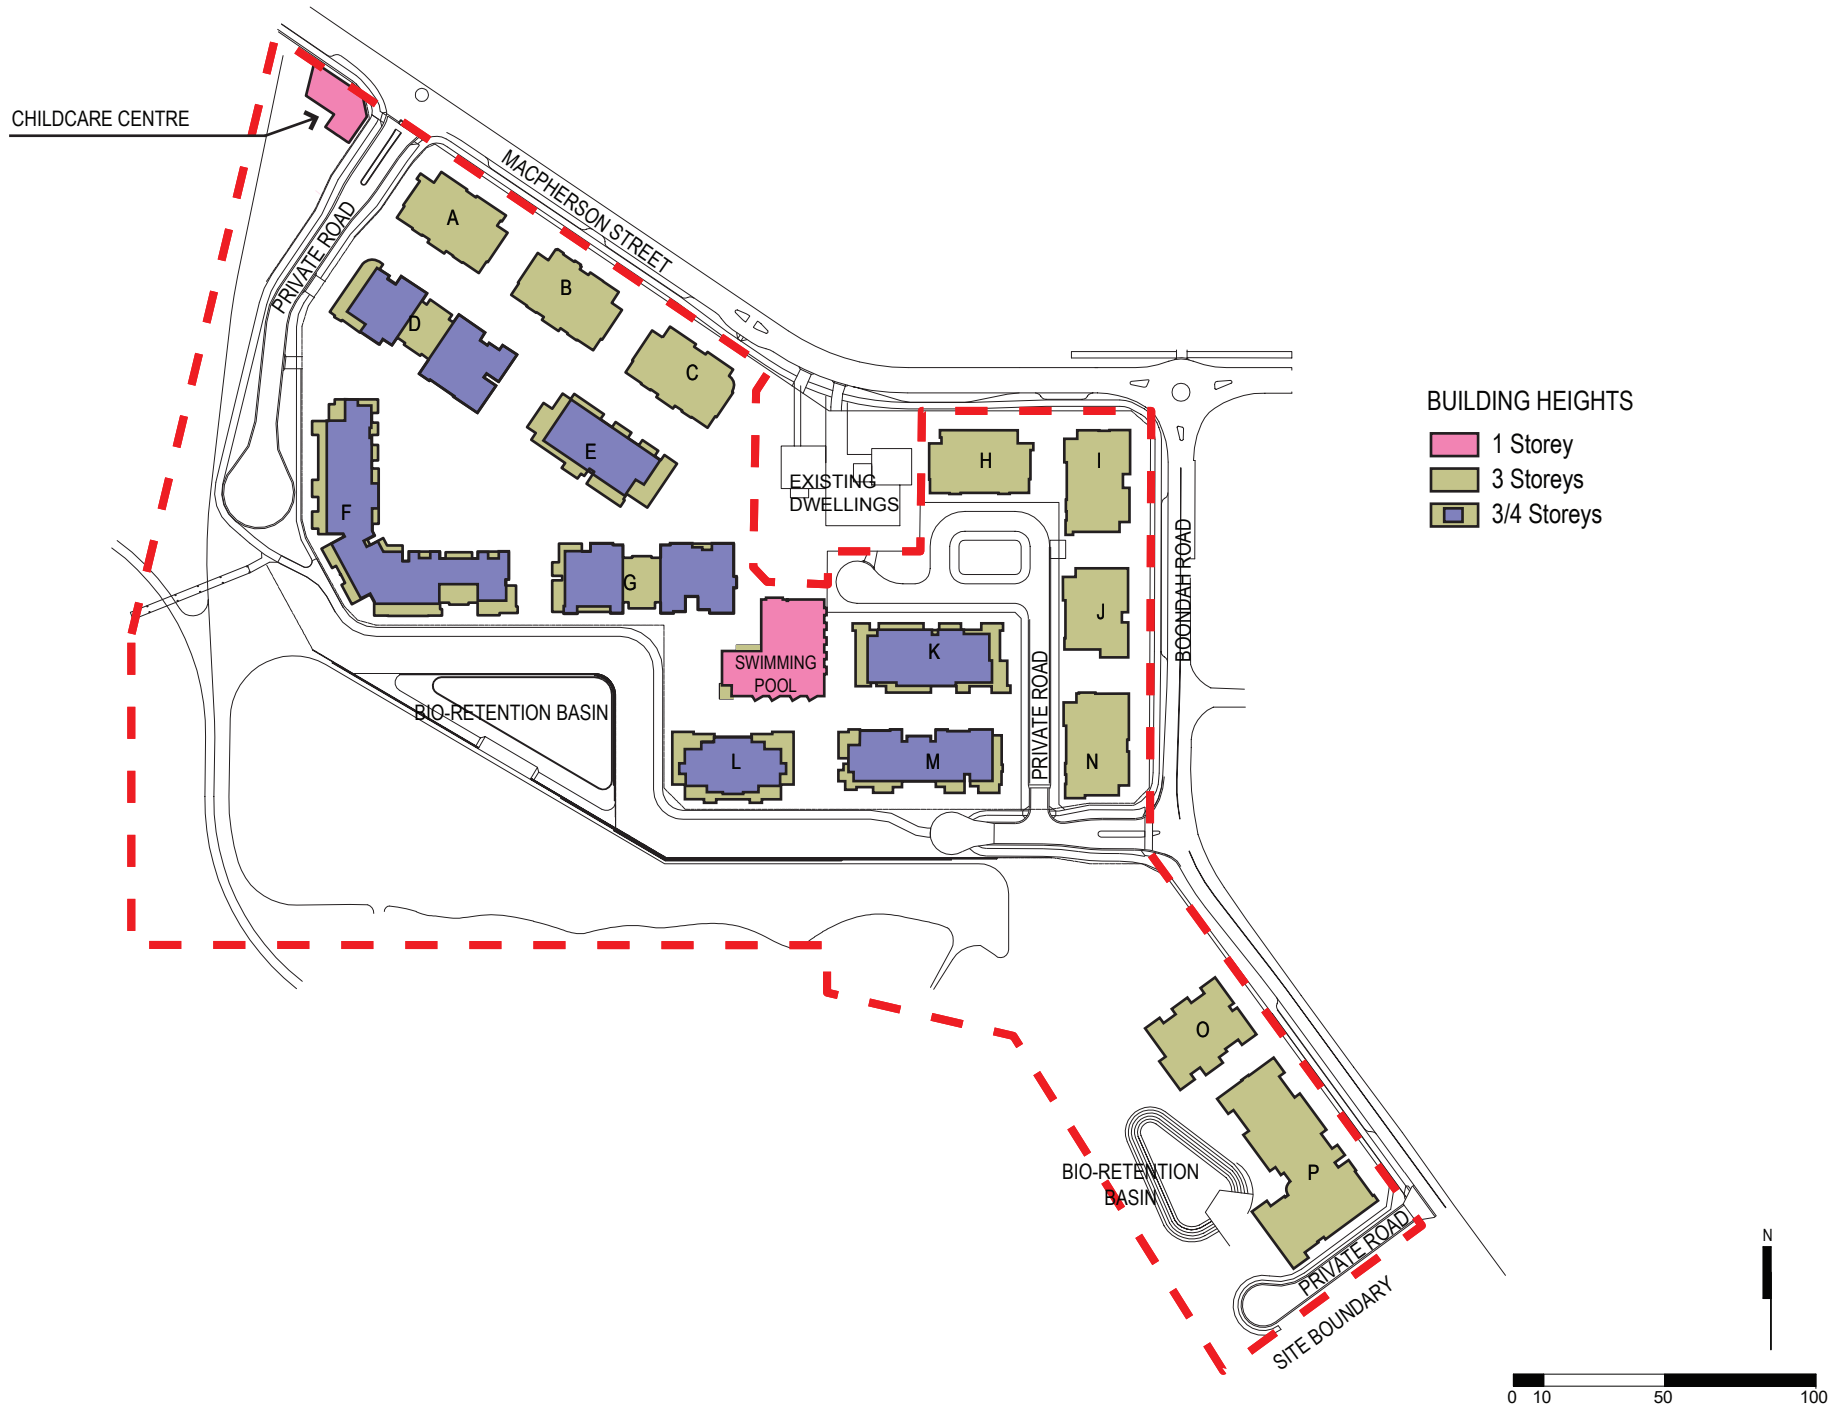 CHILDCARE CENTRE
MACPHERSON STREET
PRIVATE ROAD
A
B
C
D
E
F
G
H
I
J
K
L
M
N
O
P
EXISTING
DWELLINGS
BUILDING HEIGHTS
1 Storey
3 Storeys
3/4 Storeys
BOONDAH ROAD
PRIVATE ROAD
SWIMMING
POOL
BIO-RETENTION BASIN
BIO-RETENTION
BASIN
PRIVATE ROAD
SITE BOUNDARY
N
0 10 50 100